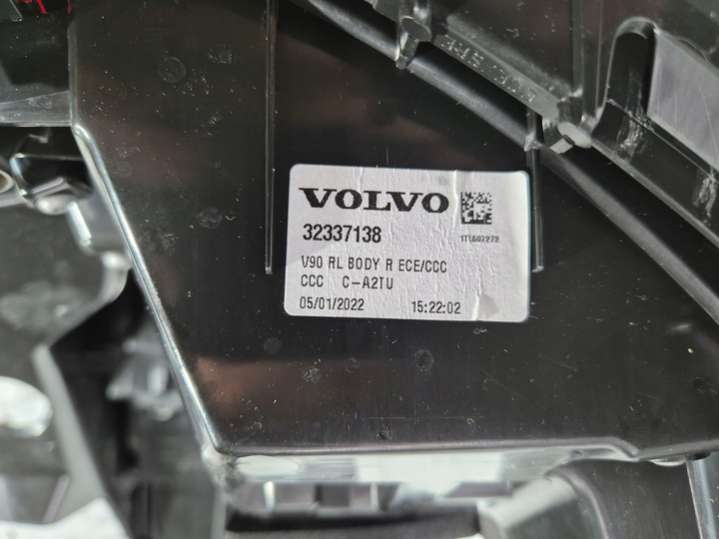 VOLVO
32337138
V90 RL BODY R ECE/CCC
CCC C-A2TU
05/01/2022 15:22:02